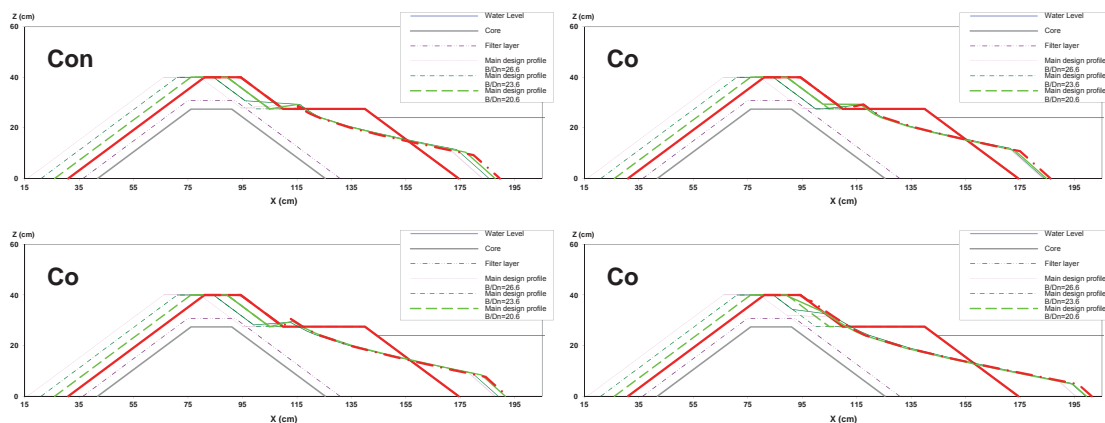 Z (cm)
60
40
20
0
Con
Water Level
Core
Filter layer
Main design profile
B/Dn=26.6
Main design profile
B/Dn=23.6
Main design profile
B/Dn=20.6
15 35 55 75 95 115 135 155 175 195
X (cm)
Z (cm)
60
40
20
0
Co
Water Level
Core
Filter layer
Main design profile
B/Dn=26.6
Main design profile
B/Dn=23.6
Main design profile
B/Dn=20.6
15 35 55 75 95 115 135 155 175 195
X (cm)
Z (cm)
60
40
20
0
Co
Water Level
Core
Filter layer
Main design profile
B/Dn=26.6
Main design profile
B/Dn=23.6
Main design profile
B/Dn=20.6
15 35 55 75 95 115 135 155 175 195
X (cm)
Z (cm)
60
40
20
0
Co
Water Level
Core
Filter layer
Main design profile
B/Dn=26.6
Main design profile
B/Dn=23.6
Main design profile
B/Dn=20.6
15 35 55 75 95 115 135 155 175 195
X (cm)